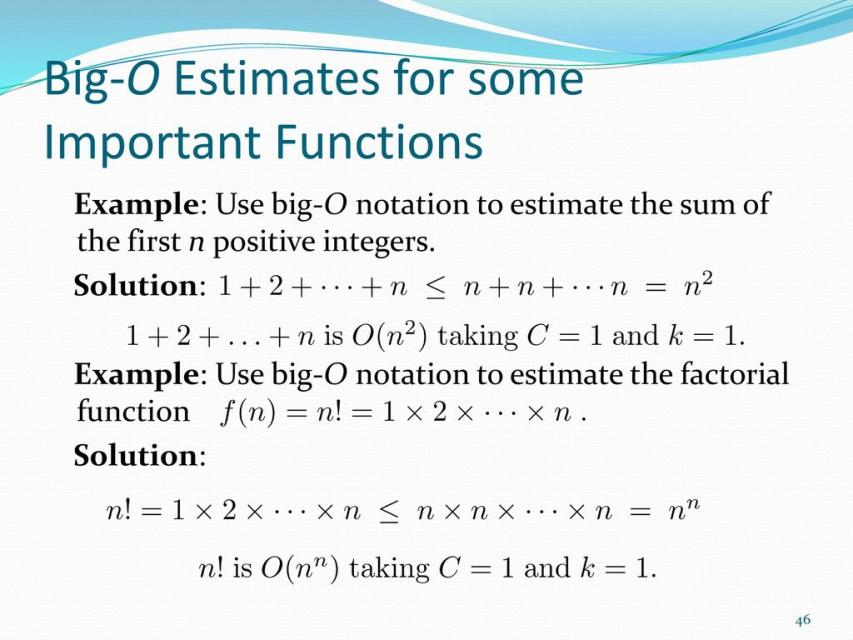 Big-O Estimates for some
Important Functions
Example: Use big-O notation to estimate the sum of
the first n positive integers.
Solution: 1 + 2 + ··· + n ≤ n + n + ··· n = n²
1 + 2 + ... + n is O(n²) taking C = 1 and k = 1.
Example: Use big-O notation to estimate the factorial
function f(n) = n! = 1 × 2 × ··· × n .
Solution:
n! = 1 × 2 × ··· × n ≤ n × n × ··· × n = nⁿ
n! is O(nⁿ) taking C = 1 and k = 1.
46